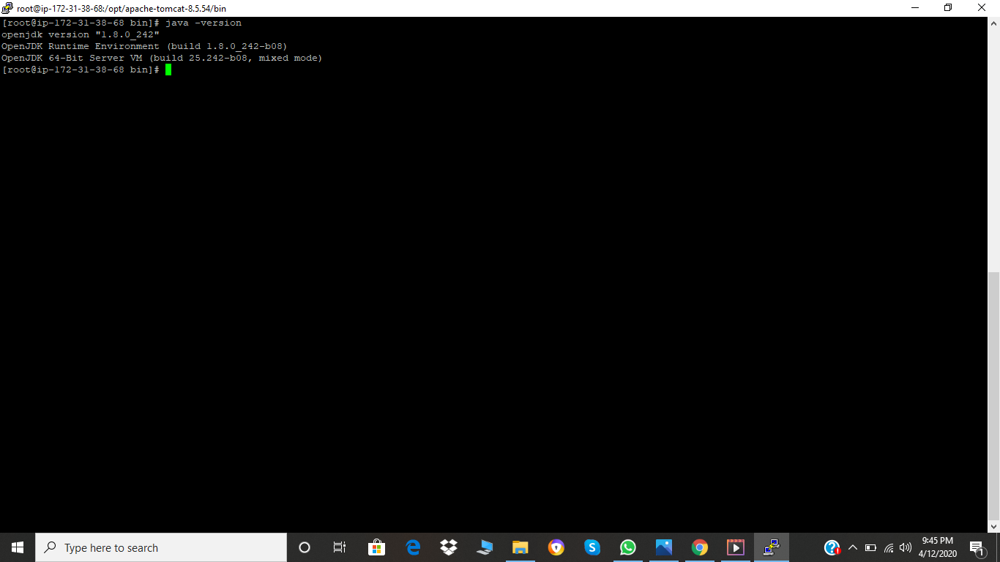 root@ip-172-31-38-68:/opt/apache-tomcat-8.5.54/bin
[root@ip-172-31-38-68 bin]# java -version
openjdk version "1.8.0_242"
OpenJDK Runtime Environment (build 1.8.0_242-b08)
OpenJDK 64-Bit Server VM (build 25.242-b08, mixed mode)
[root@ip-172-31-38-68 bin]#
Type here to search
9:45 PM
4/12/2020
1